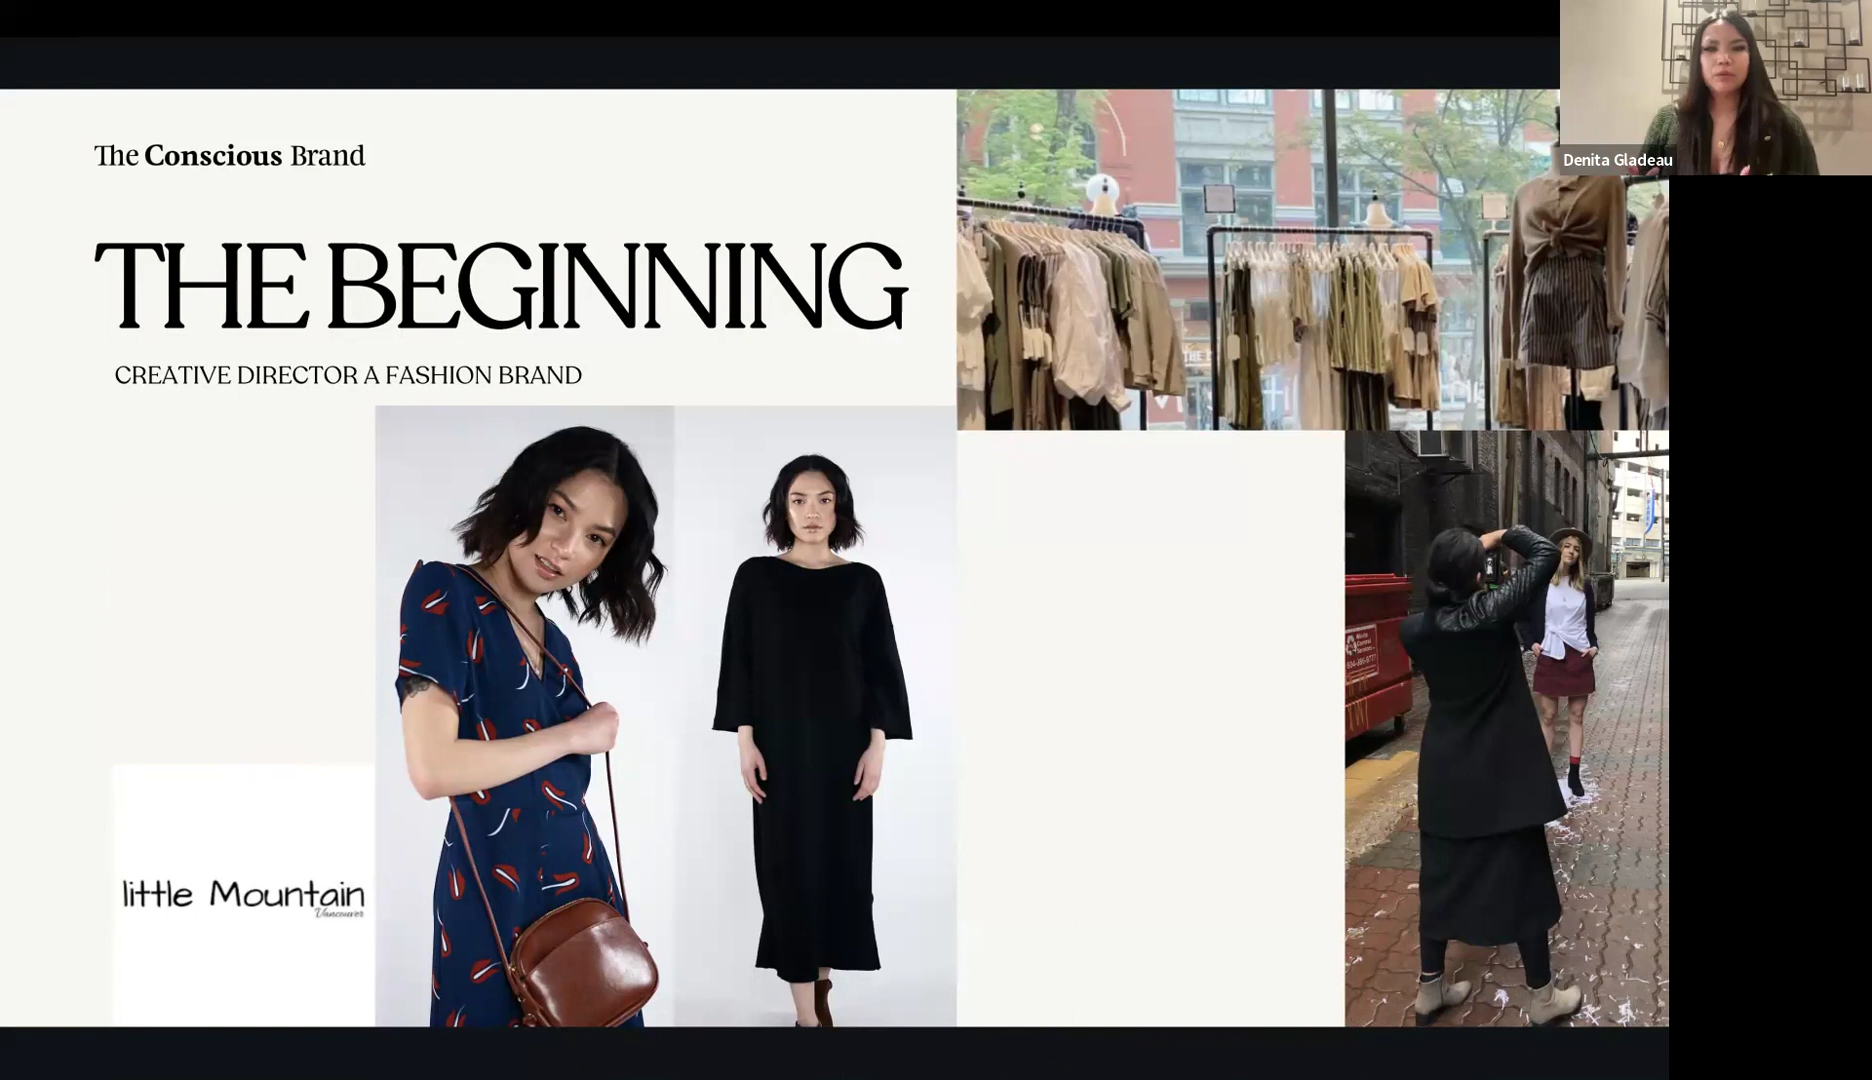 The Conscious Brand
THE BEGINNING
CREATIVE DIRECTOR A FASHION BRAND
little Mountain
Vancouver
Denita Gladeau